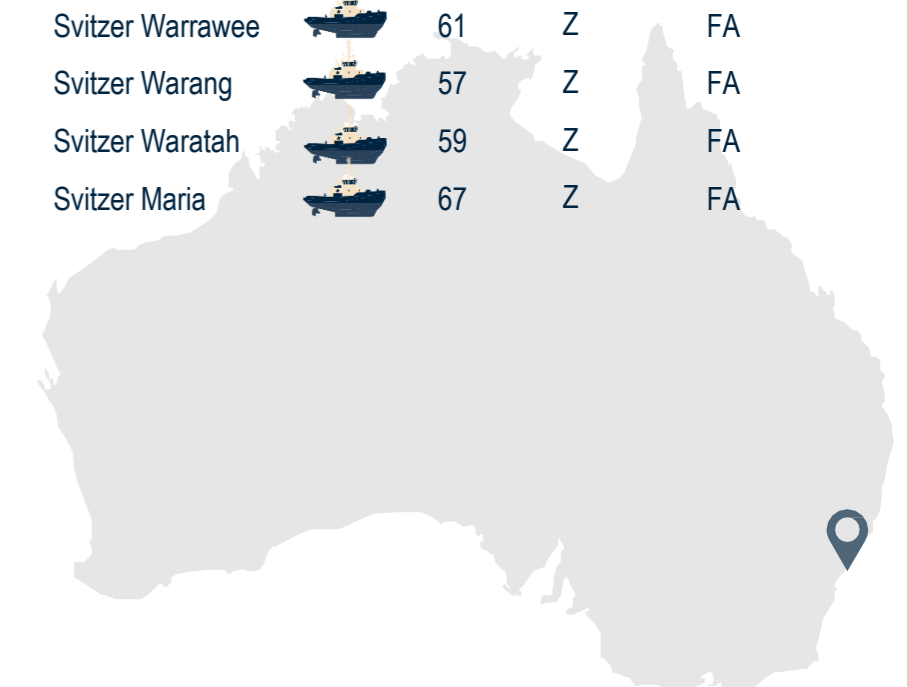 Svitzer Warrawee 61 Z FA
Svitzer Warang 57 Z FA
Svitzer Waratah 59 Z FA
Svitzer Maria 67 Z FA